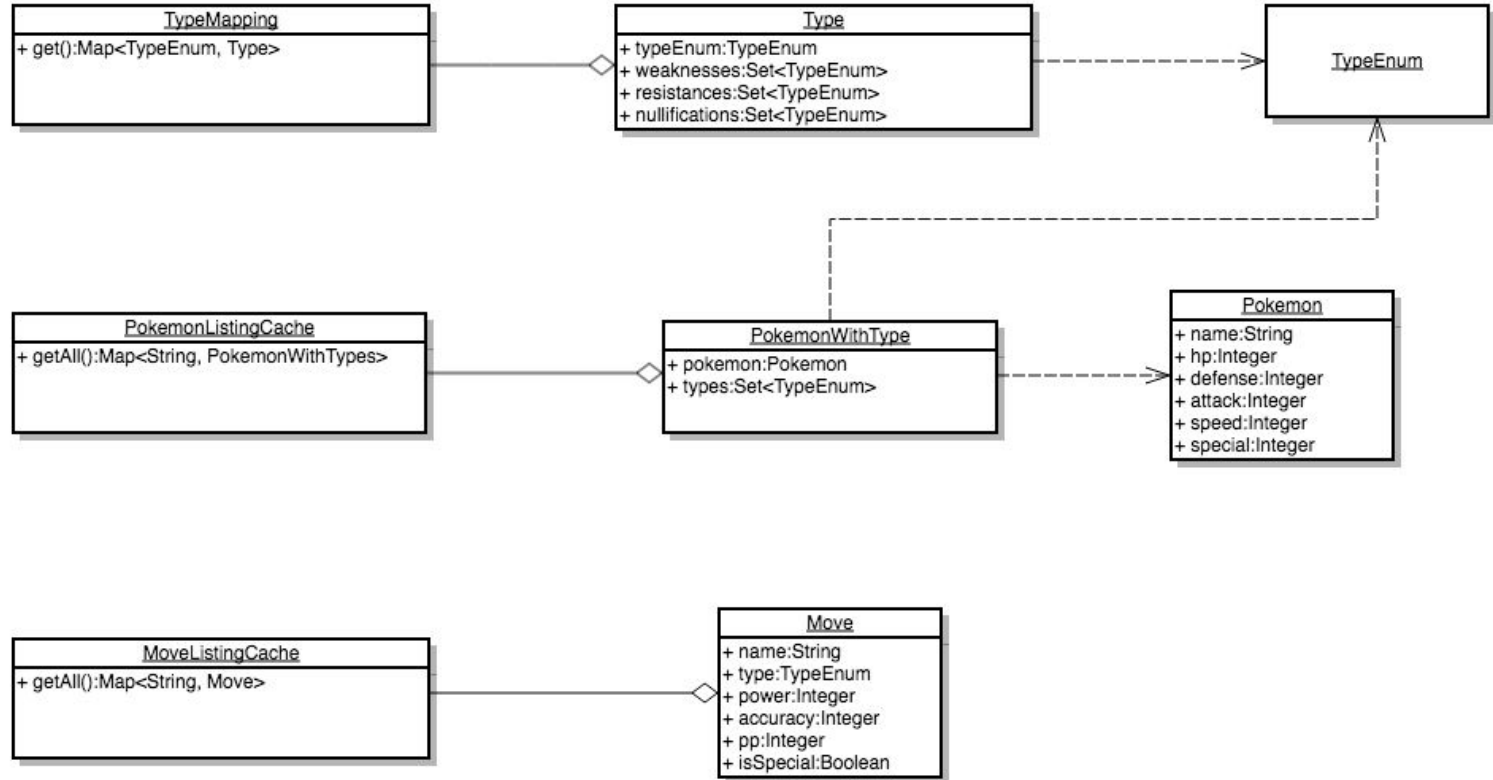 TypeMapping
+ get():Map<TypeEnum, Type>
Type
+ typeEnum:TypeEnum
+ weaknesses:Set<TypeEnum>
+ resistances:Set<TypeEnum>
+ nullifications:Set<TypeEnum>
TypeEnum
PokemonListingCache
+ getAll():Map<String, PokemonWithTypes>
PokemonWithType
+ pokemon:Pokemon
+ types:Set<TypeEnum>
Pokemon
+ name:String
+ hp:Integer
+ defense:Integer
+ attack:Integer
+ speed:Integer
+ special:Integer
MoveListingCache
+ getAll():Map<String, Move>
Move
+ name:String
+ type:TypeEnum
+ power:Integer
+ accuracy:Integer
+ pp:Integer
+ isSpecial:Boolean